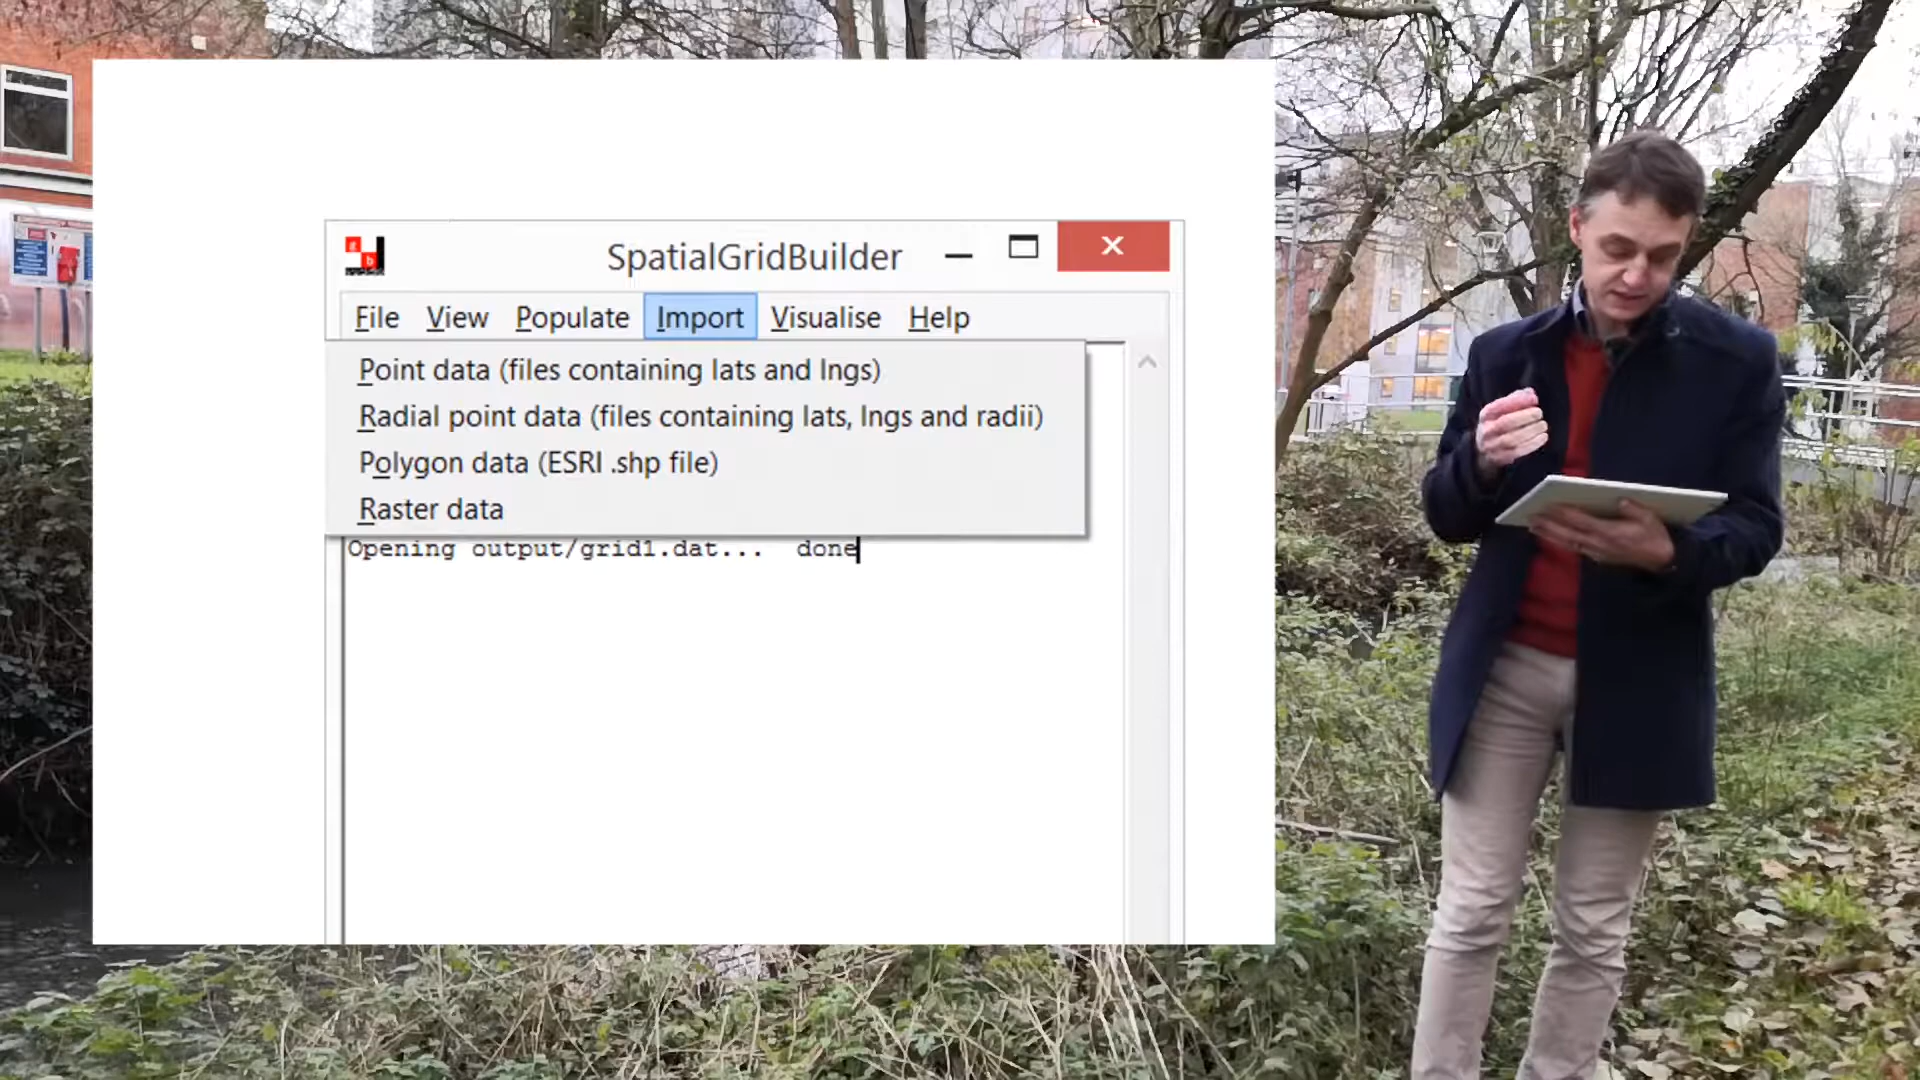 SpatialGridBuilder
File View Populate Import Visualise Help
Point data (files containing lats and lngs)
Radial point data (files containing lats, lngs and radii)
Polygon data (ESRI .shp file)
Raster data
Opening output/grid1.dat... done